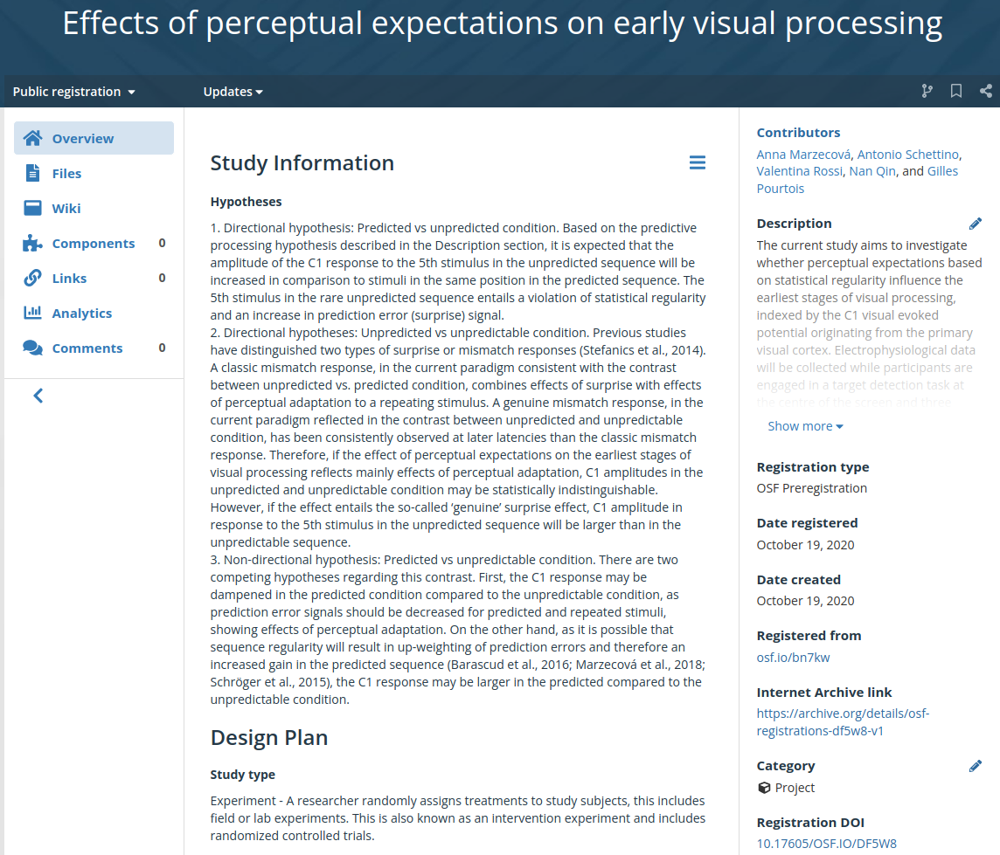 Effects of perceptual expectations on early visual processing
Public registration
Updates
Overview
Files
Wiki
Components 0
Links 0
Analytics
Comments 0
Study Information
Hypotheses
1. Directional hypothesis: Predicted vs unpredicted condition. Based on the predictive
processing hypothesis described in the Description section, it is expected that the
amplitude of the C1 response to the 5th stimulus in the unpredicted sequence will be
increased in comparison to stimuli in the same position in the predicted sequence. The
5th stimulus in the rare unpredicted sequence entails a violation of statistical regularity
and an increase in prediction error (surprise) signal.
2. Directional hypotheses: Unpredicted vs unpredictable condition. Previous studies
have distinguished two types of surprise or mismatch responses (Stefanics et al., 2014).
A classic mismatch response, in the current paradigm consistent with the contrast
between unpredicted vs. predicted condition, combines effects of surprise with effects
of perceptual adaptation to a repeating stimulus. A genuine mismatch response, in the
current paradigm reflected in the contrast between unpredicted and unpredictable
condition, has been consistently observed at later latencies than the classic mismatch
response. Therefore, if the effect of perceptual expectations on the earliest stages of
visual processing reflects mainly effects of perceptual adaptation, C1 amplitudes in the
unpredicted and unpredictable condition may be statistically indistinguishable.
However, if the effect entails the so-called ‘genuine’ surprise effect, C1 amplitude in
response to the 5th stimulus in the unpredicted sequence will be larger than in the
unpredictable sequence.
3. Non-directional hypothesis: Predicted vs unpredictable condition. There are two
competing hypotheses regarding this contrast. First, the C1 response may be
dampened in the predicted condition compared to the unpredictable condition, as
prediction error signals should be decreased for predicted and repeated stimuli,
showing effects of perceptual adaptation. On the other hand, as it is possible that
sequence regularity will result in up-weighting of prediction errors and therefore an
increased gain in the predicted sequence (Barascud et al., 2016; Marzecová et al., 2018;
Schröger et al., 2015), the C1 response may be larger in the predicted compared to the
unpredictable condition.
Design Plan
Study type
Experiment - A researcher randomly assigns treatments to study subjects, this includes
field or lab experiments. This is also known as an intervention experiment and includes
randomized controlled trials.
Contributors
Anna Marzecová, Antonio Schettino,
Valentina Rossi, Nan Qin, and Gilles
Pourtois
Description
The current study aims to investigate
whether perceptual expectations based
on statistical regularity influence the
earliest stages of visual processing,
indexed by the C1 visual evoked
potential originating from the primary
visual cortex. Electrophysiological data
will be collected while participants are
engaged in a target detection task at
the centre of the screen and three
Show more
Registration type
OSF Preregistration
Date registered
October 19, 2020
Date created
October 19, 2020
Registered from
osf.io/bn7kw
Internet Archive link
https://archive.org/details/osf-
registrations-df5w8-v1
Category
Project
Registration DOI
10.17605/OSF.IO/DF5W8